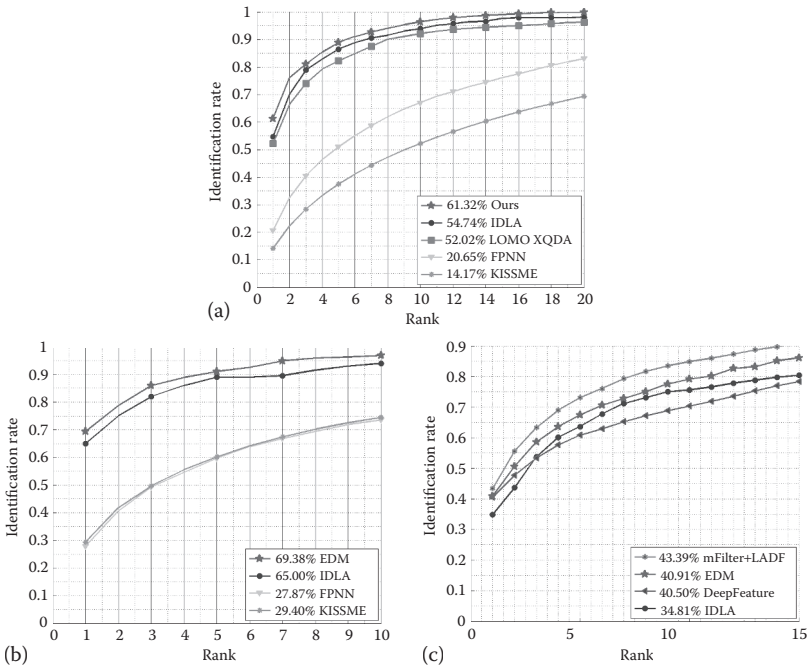 1
0.9
0.8
0.7
0.6
0.5
0.4
0.3
0.2
0.1
0
Identification rate
61.32% Ours
54.74% IDLA
52.02% LOMO XQDA
20.65% FPNN
14.17% KISSME
0 2 4 6 8 10 12 14 16 18 20
Rank
(a)
1
0.9
0.8
0.7
0.6
0.5
0.4
0.3
0.2
0.1
0
Identification rate
69.38% EDM
65.00% IDLA
27.87% FPNN
29.40% KISSME
0 1 2 3 4 5 6 7 8 9 10
Rank
(b)
0.9
0.8
0.7
0.6
0.5
0.4
0.3
0.2
0.1
0
Identification rate
43.39% mFilter+LADF
40.91% EDM
40.50% DeepFeature
34.81% IDLA
0 5 10 15
Rank
(c)